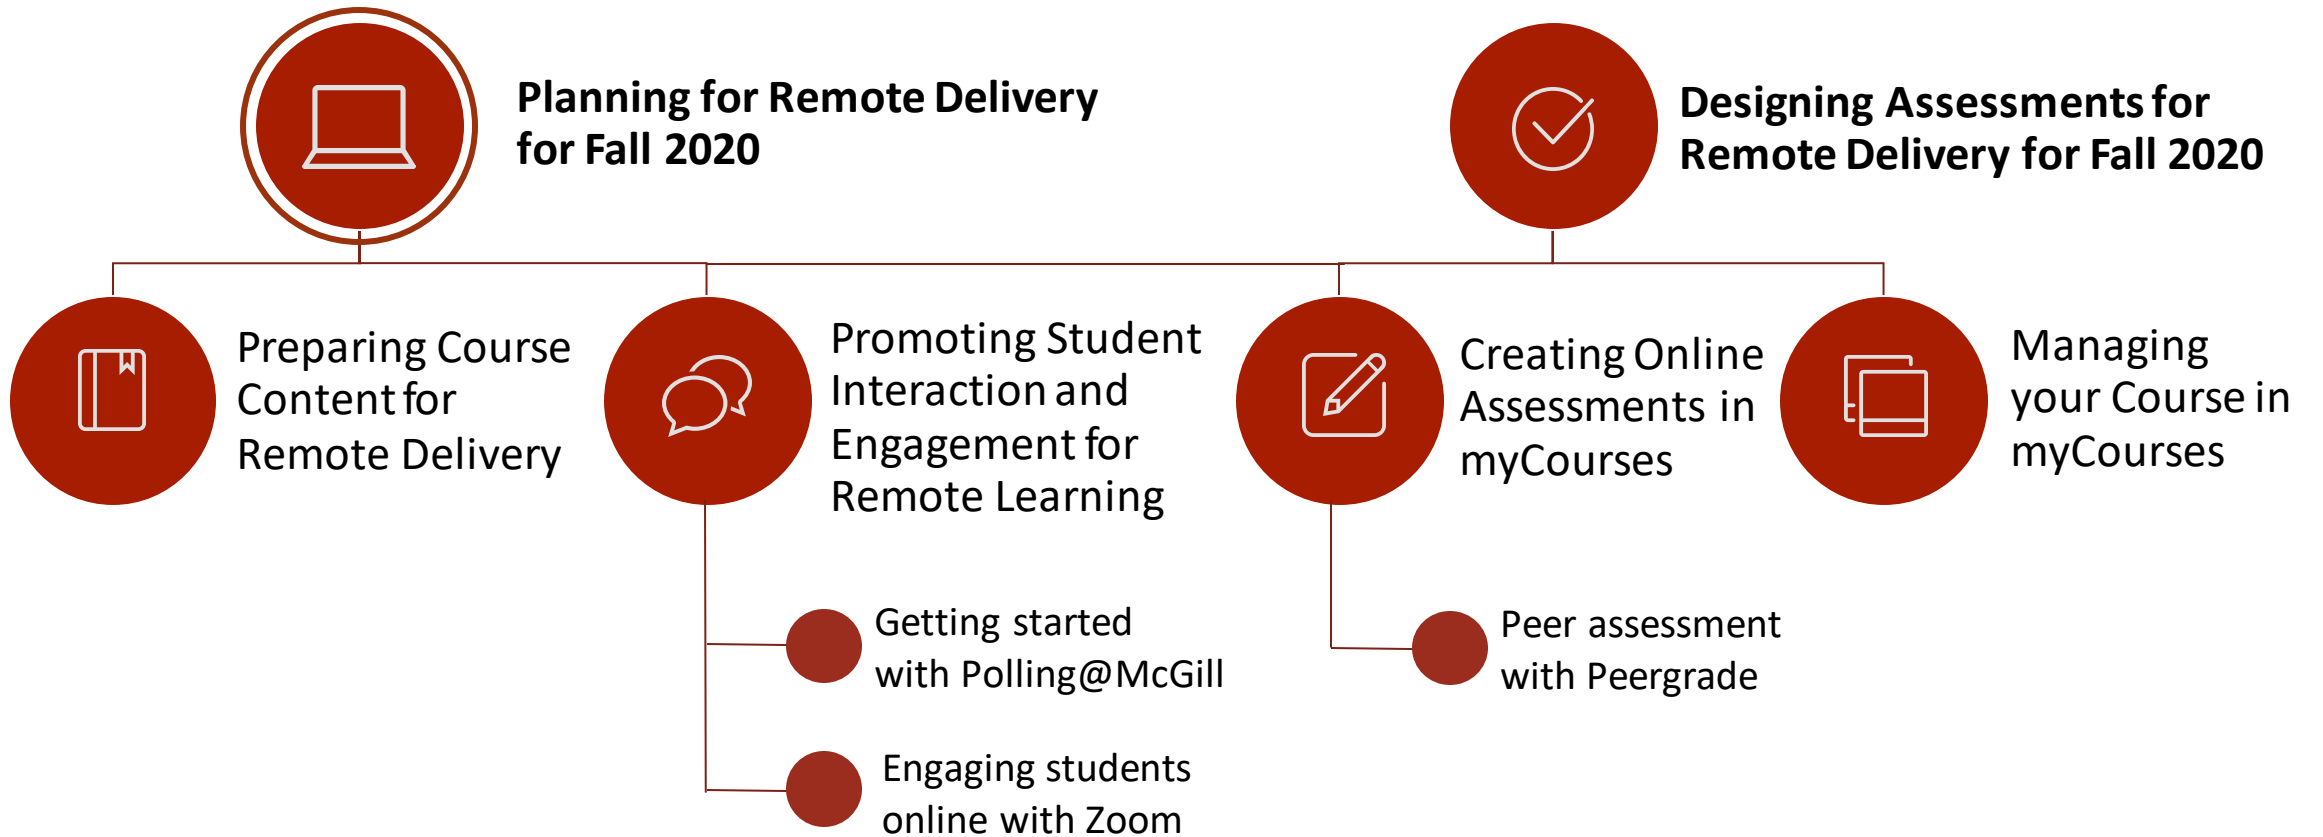 Planning for Remote Delivery
for Fall 2020
Designing Assessments for
Remote Delivery for Fall 2020
Preparing Course
Content for
Remote Delivery
Promoting Student
Interaction and
Engagement for
Remote Learning
Creating Online
Assessments in
myCourses
Managing
your Course in
myCourses
Getting started
with Polling@McGill
Engaging students
online with Zoom
Peer assessment
with Peergrade